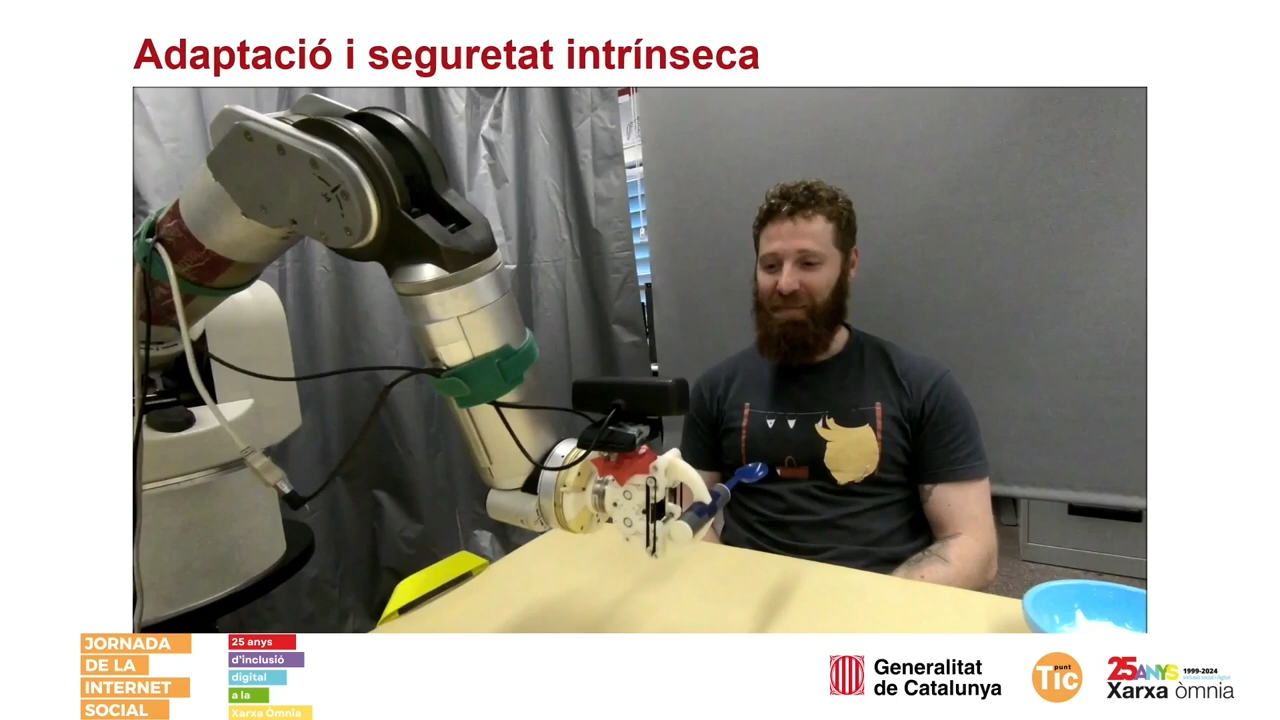 Adaptació i seguretat intrínseca
JORNADA
DE LA
INTERNET
SOCIAL
25 anys
d'inclusió
digital
a la
Xarxa Òmnia
Generalitat
de Catalunya
punt
Tic
25ANYS 1999-2024
Xarxa òmnia